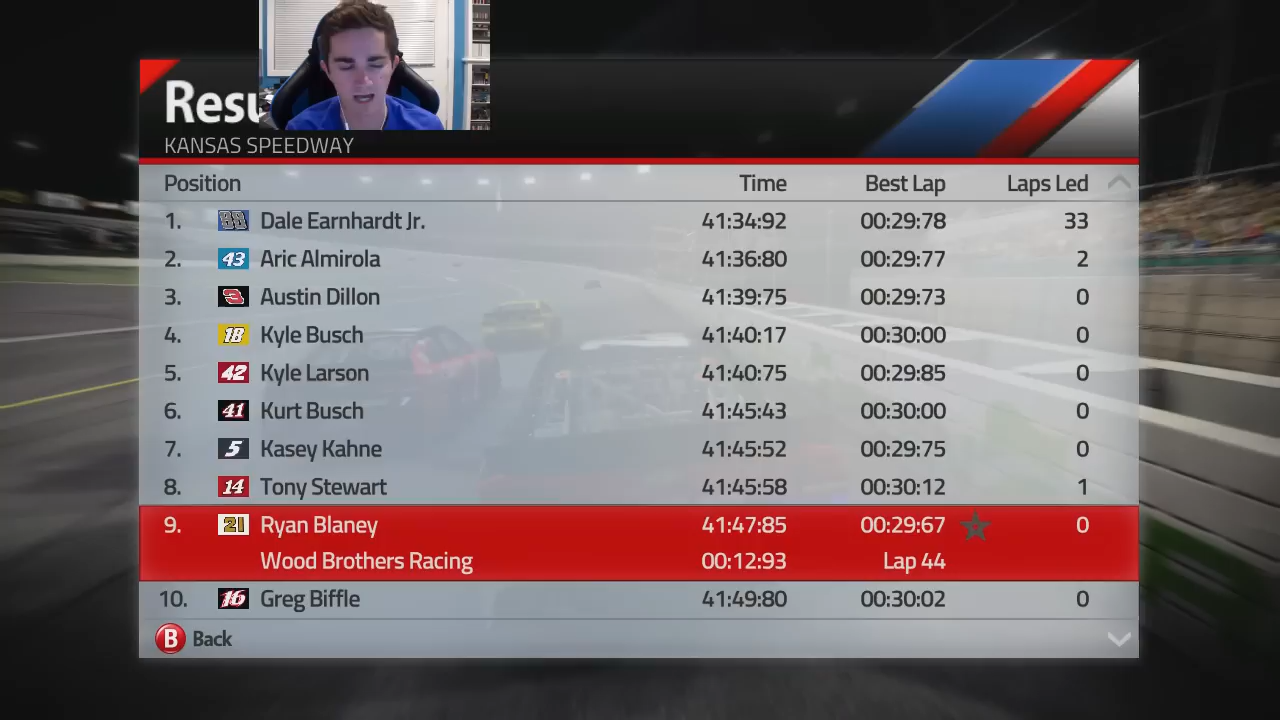 Resu
KANSAS SPEEDWAY
Position Time Best Lap Laps Led
1. 88 Dale Earnhardt Jr. 41:34:92 00:29:78 33
2. 43 Aric Almirola 41:36:80 00:29:77 2
3. 3 Austin Dillon 41:39:75 00:29:73 0
4. 18 Kyle Busch 41:40:17 00:30:00 0
5. 42 Kyle Larson 41:40:75 00:29:85 0
6. 41 Kurt Busch 41:45:43 00:30:00 0
7. 5 Kasey Kahne 41:45:52 00:29:75 0
8. 14 Tony Stewart 41:45:58 00:30:12 1
9. 21 Ryan Blaney 41:47:85 00:29:67 0
Wood Brothers Racing 00:12:93 Lap 44
10. 16 Greg Biffle 41:49:80 00:30:02 0
B Back